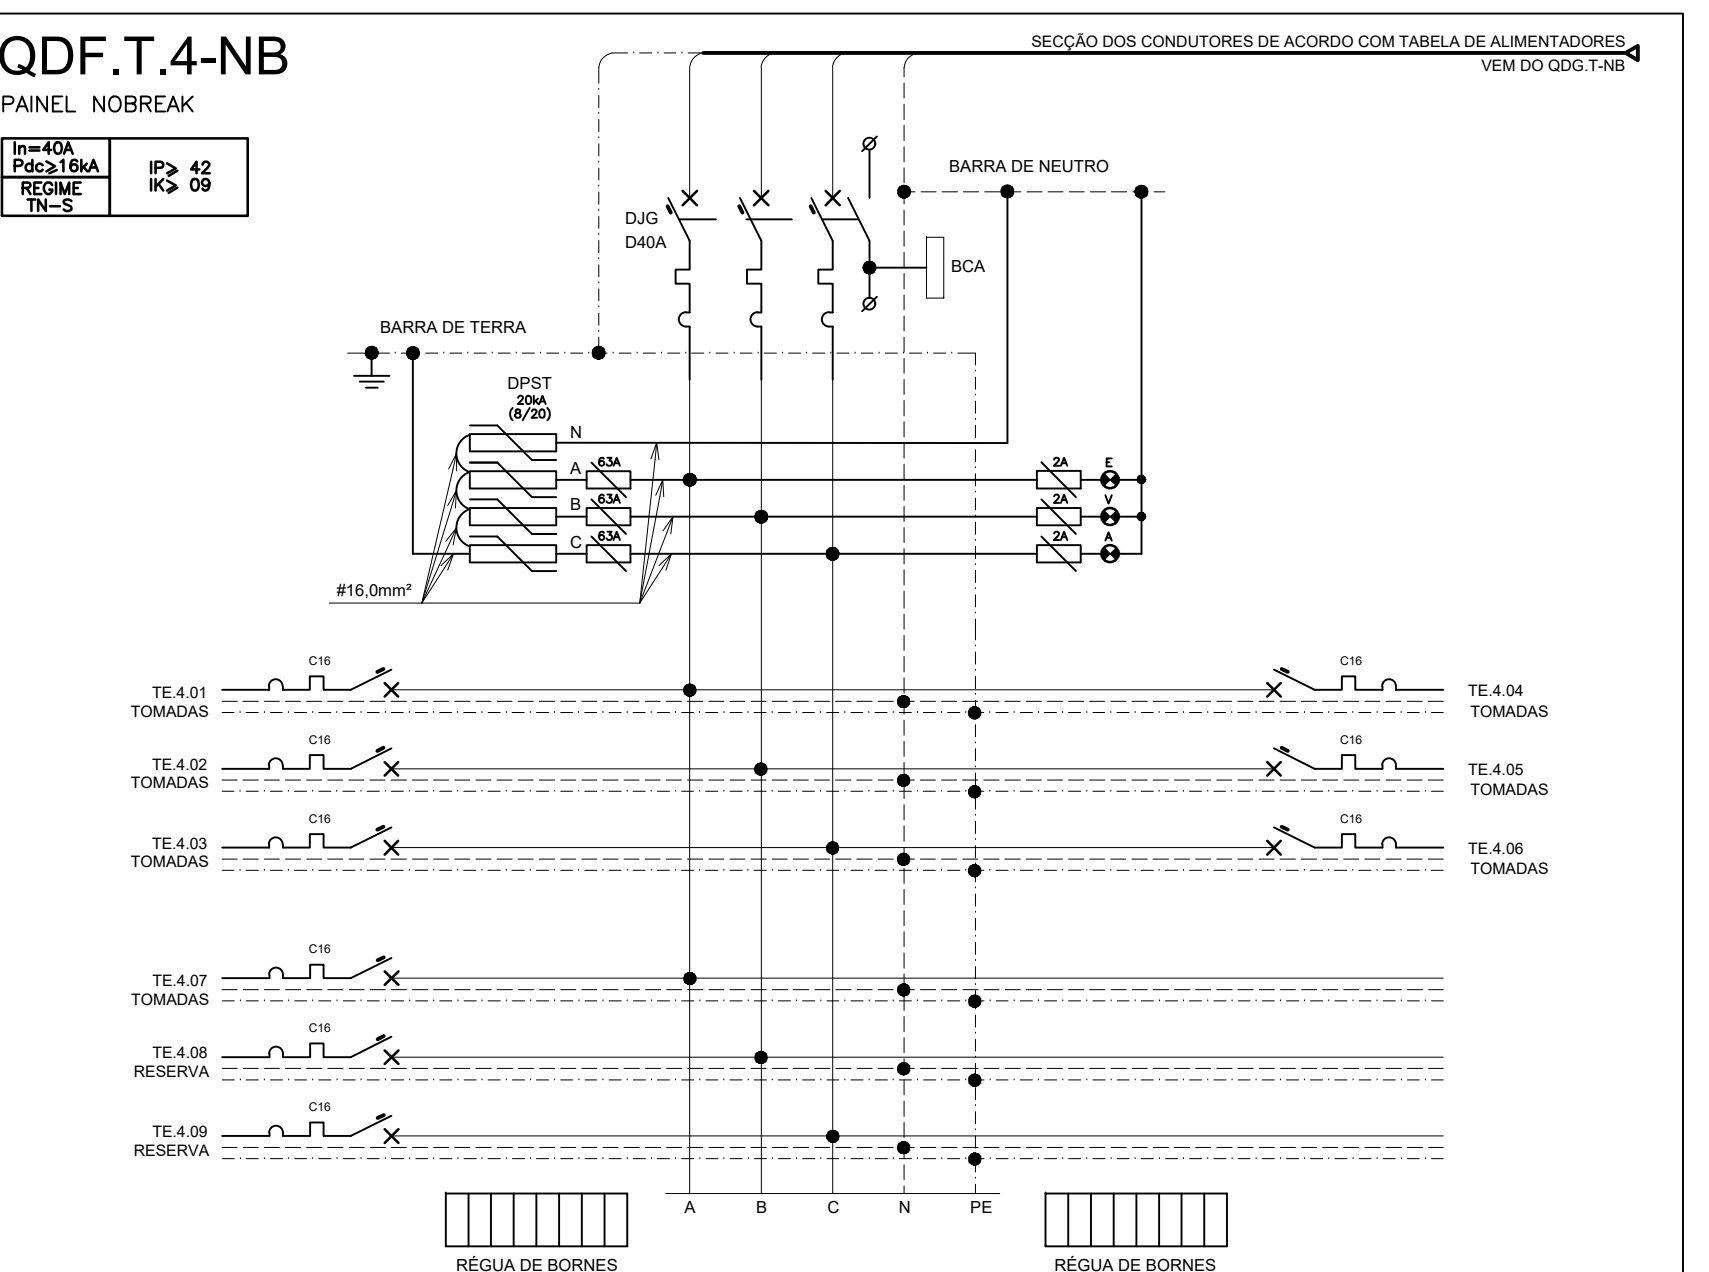 QDF.T.4-NB
PAINEL NOBREAK
In=40A
Pdc≥16kA
REGIME
TN-S
IP≥ 42
IK≥ 09
SECÇÃO DOS CONDUTORES DE ACORDO COM TABELA DE ALIMENTADORES
VEM DO QDG.T-NB
BARRA DE NEUTRO
DJG
D40A
BCA
BARRA DE TERRA
DPST
20kA
(8/20)
N
A 63A 2A E
B 63A 2A V
C 63A 2A A
#16,0mm²
C16 C16
TE.4.01 TE.4.04
TOMADAS TOMADAS
C16 C16
TE.4.02 TE.4.05
TOMADAS TOMADAS
C16 C16
TE.4.03 TE.4.06
TOMADAS TOMADAS
C16
TE.4.07
TOMADAS
C16
TE.4.08
RESERVA
C16
TE.4.09
RESERVA
A B C N PE
RÉGUA DE BORNES RÉGUA DE BORNES